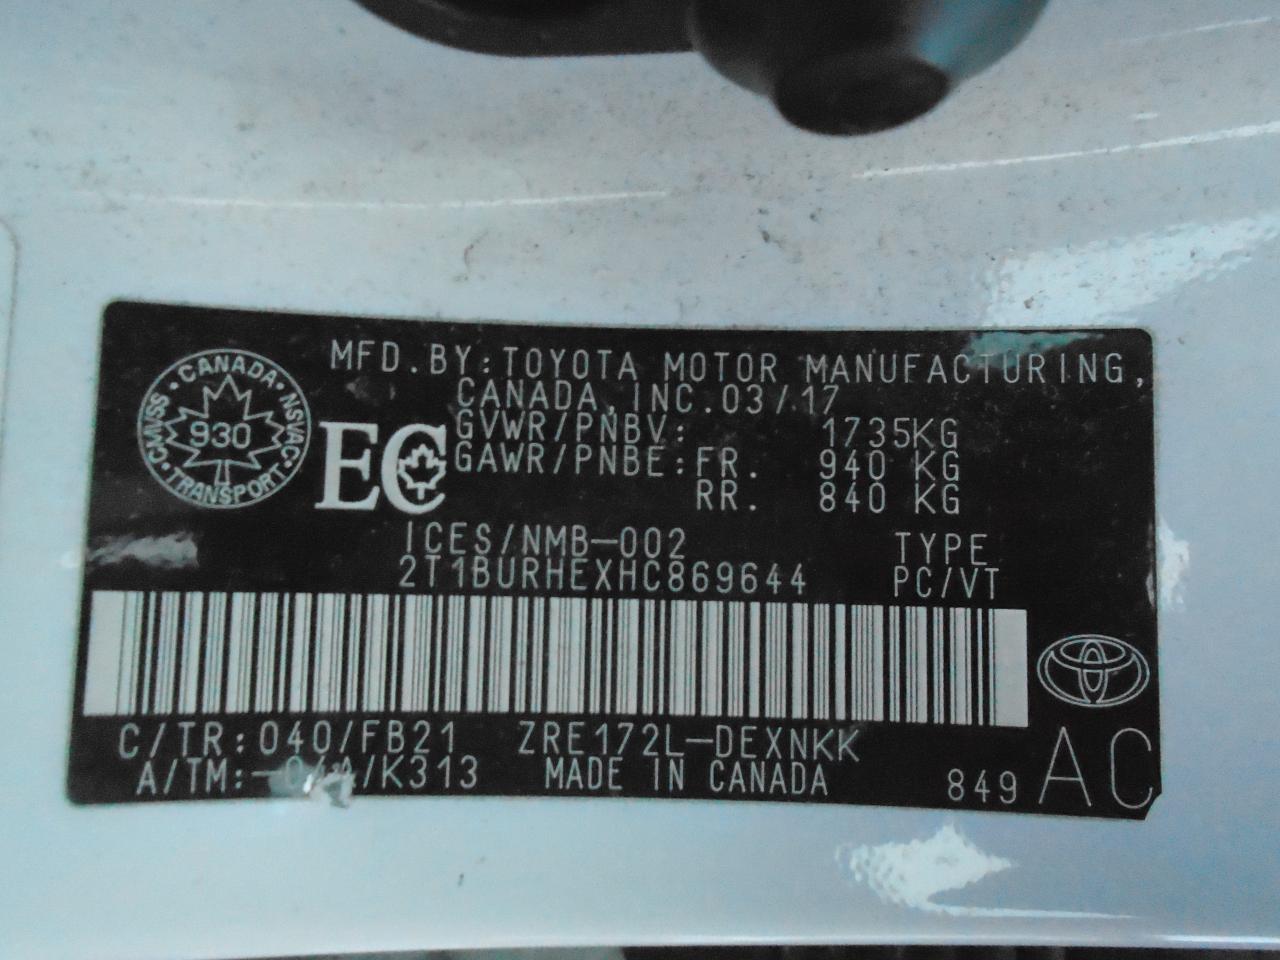 MFD.BY:TOYOTA MOTOR MANUFACTURING,
CANADA, INC.03/17
GVWR/PNBV: 1735KG
GAWR/PNBE:FR. 940 KG
RR. 840 KG
CANADA
CMVSS 930 NSVAC
TRANSPORT
EC
ICES/NMB-002 TYPE
2T1BURHEXHC869644 PC/VT
C/TR:040/FB21 ZRE172L-DEXNKK
A/TM: /K313 MADE IN CANADA 849 AC